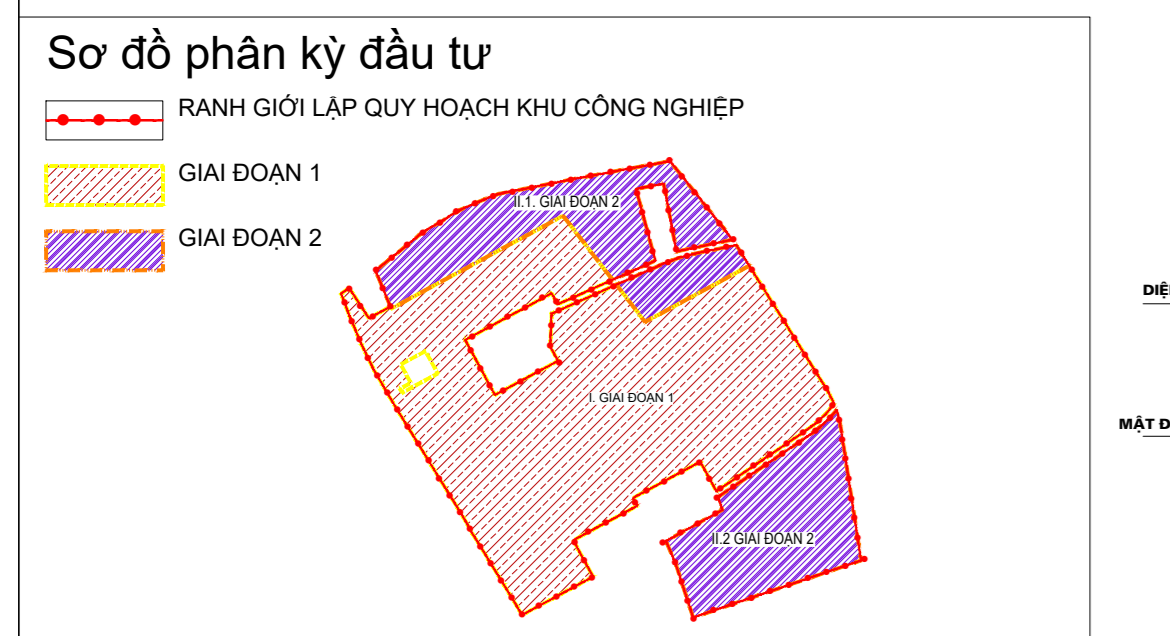 Sơ đồ phân kỳ đầu tư
RANH GIỚI LẬP QUY HOẠCH KHU CÔNG NGHIỆP
GIAI ĐOẠN 1
GIAI ĐOẠN 2
II.1. GIAI ĐOẠN 2
I. GIAI ĐOẠN 1
II.2 GIAI ĐOẠN 2
MẬT